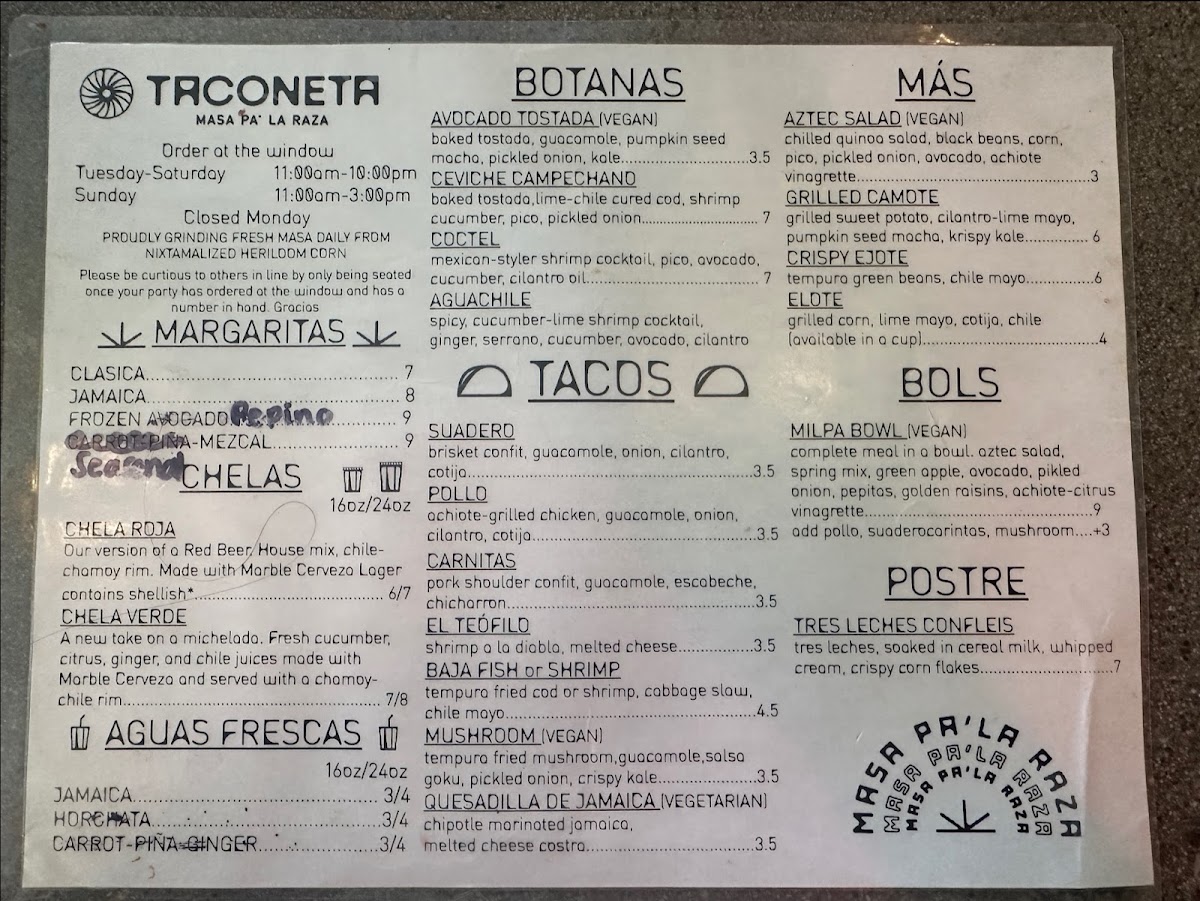 TACONETA
MASA PA' LA RAZA
Order at the window
Tuesday-Saturday 11:00am-10:00pm
Sunday 11:00am-3:00pm
Closed Monday
PROUDLY GRINDING FRESH MASA DAILY FROM
NIXTAMALIZED HERILOOM CORN
Please be curtious to others in line by only being seated
once your party has ordered at the window and has a
number in hand. Gracias
MARGARITAS
CLASICA 7
JAMAICA 8
FROZEN AVOGADO Pepino 9
CARROT-PIÑA-MEZCAL 9
Seasonal
CHELAS
16oz/24oz
CHELA ROJA
Our version of a Red Beer. House mix, chile-
chamoy rim. Made with Marble Cerveza Lager
contains shellish* 6/7
CHELA VERDE
A new take on a michelada. Fresh cucumber,
citrus, ginger, and chile juices made with
Marble Cerveza and served with a chamoy-
chile rim 7/8
AGUAS FRESCAS
16oz/24oz
JAMAICA 3/4
HORCHATA 3/4
CARROT-PIÑA-GINGER 3/4
BOTANAS
AVOCADO TOSTADA (VEGAN)
baked tostada, guacamole, pumpkin seed
macha, pickled onion, kale 3.5
CEVICHE CAMPECHANO
baked tostada,lime-chile cured cod, shrimp
cucumber, pico, pickled onion 7
COCTEL
mexican-styler shrimp cocktail, pico, avocado,
cucumber, cilantro oil 7
AGUACHILE
spicy, cucumber-lime shrimp cocktail,
ginger, serrano, cucumber, avocado, cilantro
TACOS
SUADERO
brisket confit, guacamole, onion, cilantro,
cotija 3.5
POLLO
achiote-grilled chicken, guacamole, onion,
cilantro, cotija 3.5
CARNITAS
pork shoulder confit, guacamole, escabeche,
chicharron 3.5
EL TEÓFILO
shrimp a la diabla, melted cheese 3.5
BAJA FISH or SHRIMP
tempura fried cod or shrimp, cabbage slaw,
chile mayo 4.5
MUSHROOM (VEGAN)
tempura fried mushroom,guacamole,salsa
goku, pickled onion, crispy kale 3.5
QUESADILLA DE JAMAICA (VEGETARIAN)
chipotle marinated jamaica,
melted cheese costra 3.5
MÁS
AZTEC SALAD (VEGAN)
chilled quinoa salad, black beans, corn,
pico, pickled onion, avocado, achiote
vinagrette 3
GRILLED CAMOTE
grilled sweet potato, cilantro-lime mayo,
pumpkin seed macha, krispy kale 6
CRISPY EJOTE
tempura green beans, chile mayo 6
ELOTE
grilled corn, lime mayo, cotija, chile
(available in a cup) 4
BOLS
MILPA BOWL (VEGAN)
complete meal in a bowl. aztec salad,
spring mix, green apple, avocado, pikled
onion, pepitas, golden raisins, achiote-citrus
vinagrette 9
add pollo, suaderocarintas, mushroom....+3
POSTRE
TRES LECHES CONFLEIS
tres leches, soaked in cereal milk, whipped
cream, crispy corn flakes 7
MASA PA'LA RAZA
MASA PA'LA RAZA
MASA PA'LA RAZA